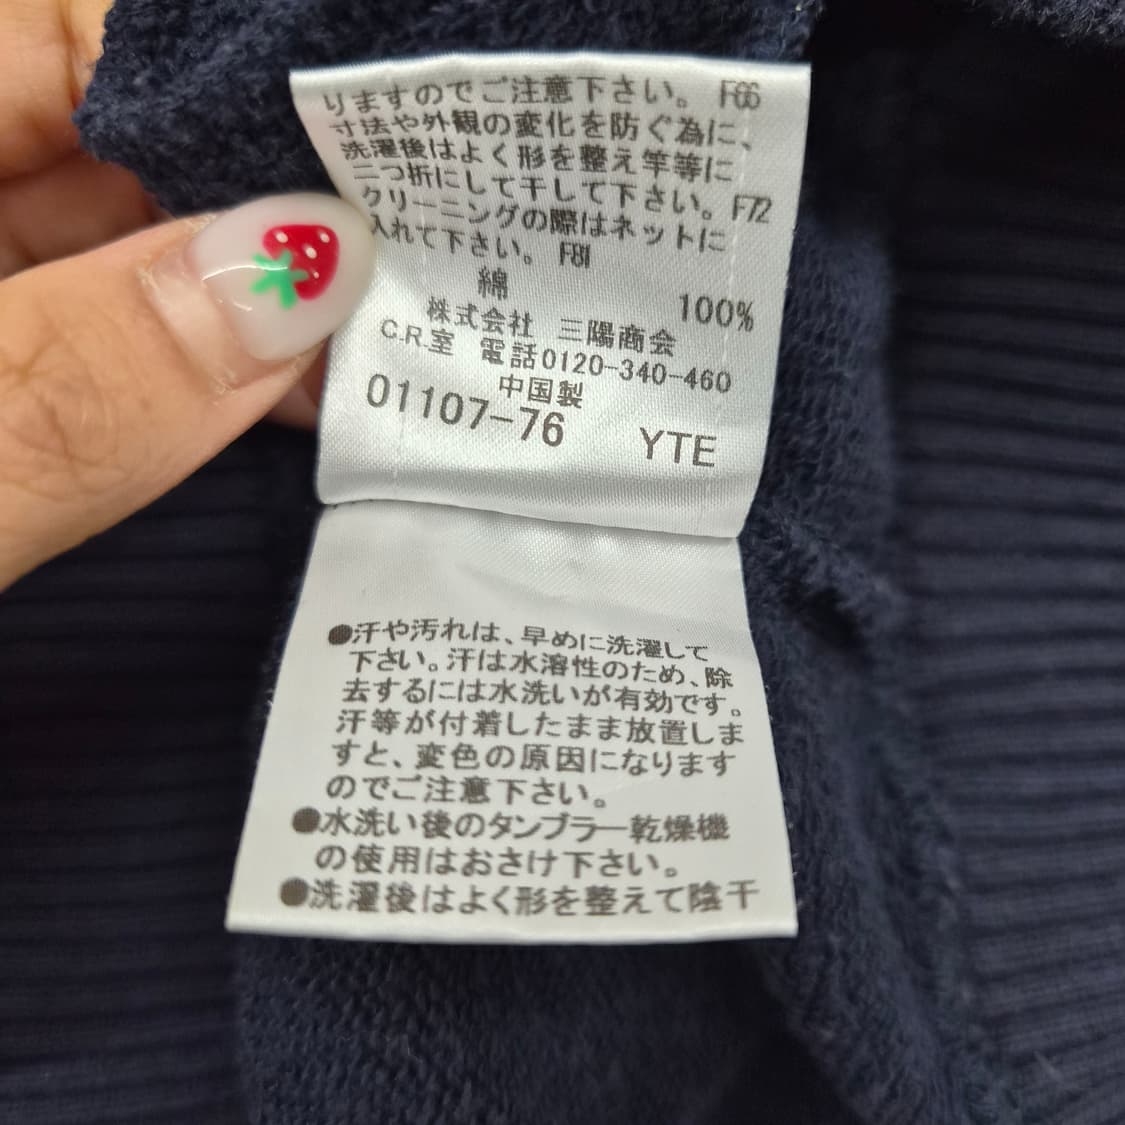 りますのでご注意下さい。 F66
寸法や外観の変化を防ぐ為に、
洗濯後はよく形を整え竿等に
二つ折にして干して下さい。F72
クリーニングの際はネットに
入れて下さい。 F81
綿 100%
株式会社 三陽商会
C.R.室 電話0120-340-460
中国製
01107-76 YTE
●汗や汚れは、早めに洗濯して
下さい。汗は水溶性のため、除
去するには水洗いが有効です。
汗等が付着したまま放置しま
すと、変色の原因になります
のでご注意下さい。
●水洗い後のタンブラー乾燥機
の使用はおさけ下さい。
●洗濯後はよく形を整えて陰干